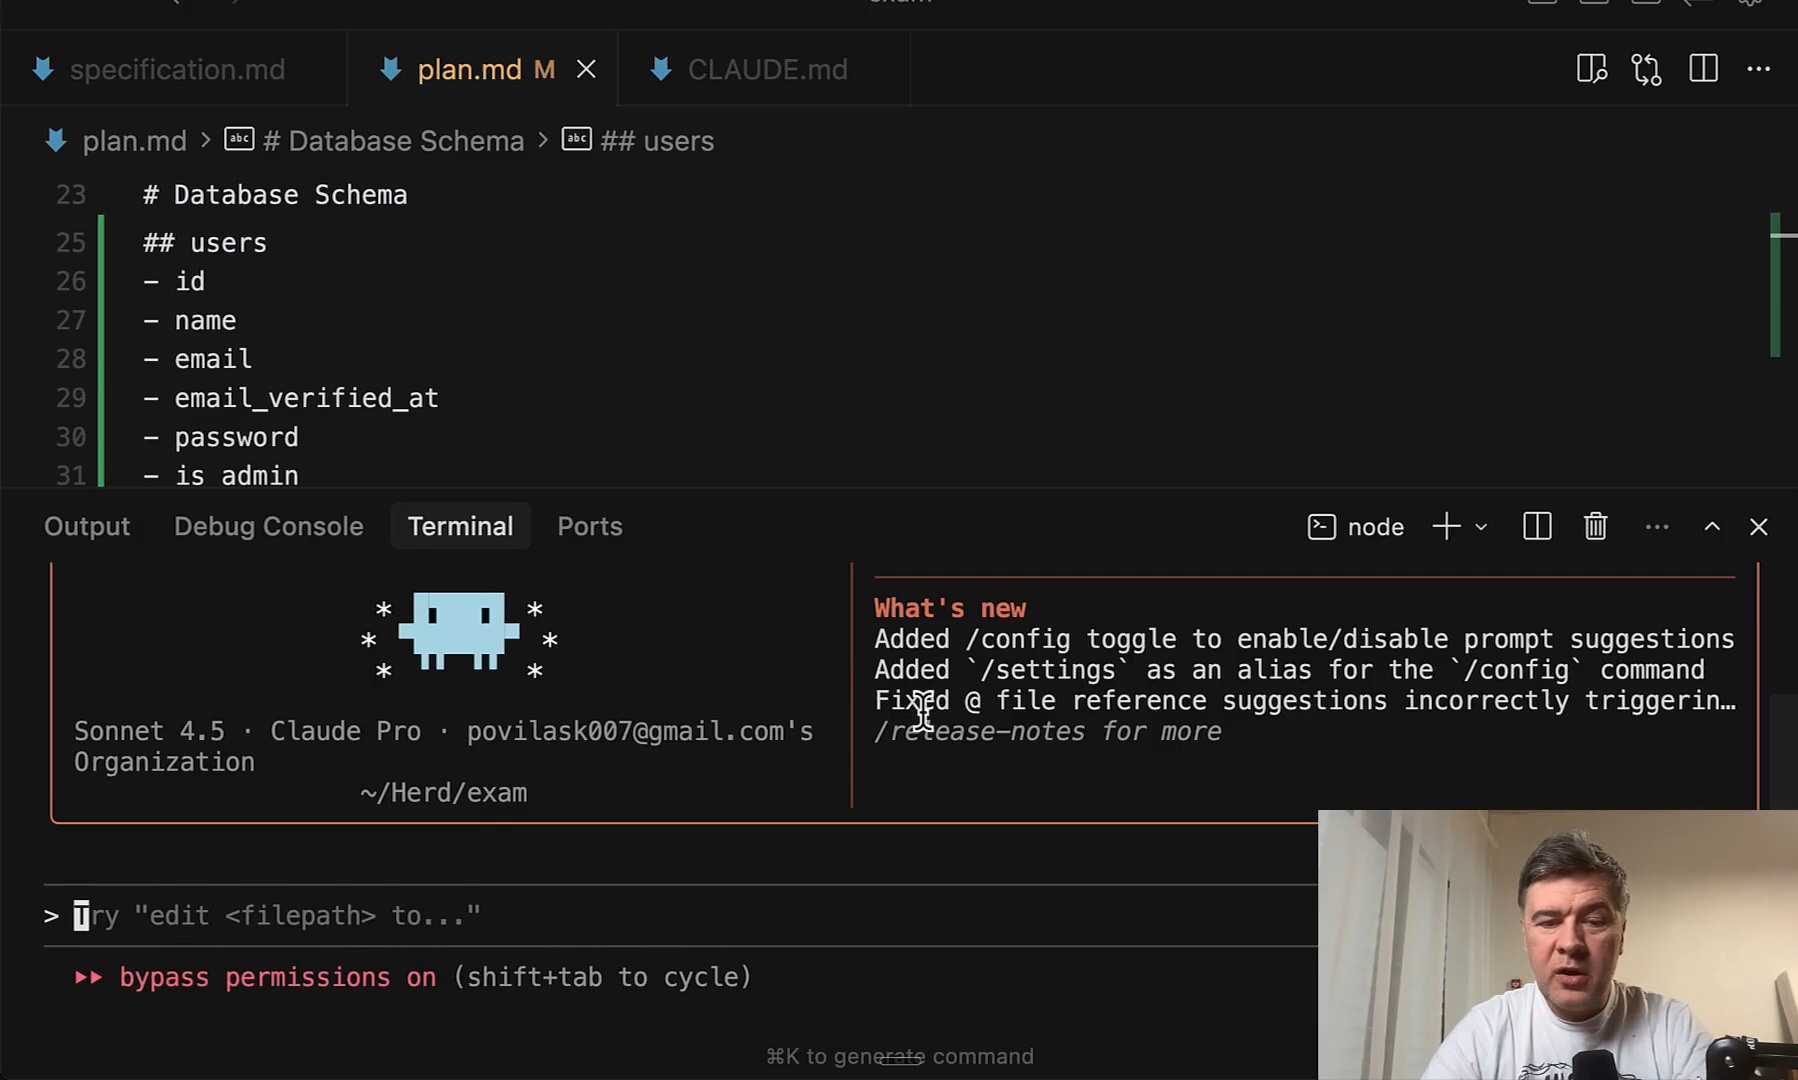 specification.md
plan.md M
CLAUDE.md
plan.md > # Database Schema > ## users
23 # Database Schema
25 ## users
26 - id
27 - name
28 - email
29 - email_verified_at
30 - password
31 - is_admin
Output Debug Console Terminal Ports
node
What's new
Added /config toggle to enable/disable prompt suggestions
Added `/settings` as an alias for the `/config` command
Fixed @ file reference suggestions incorrectly triggerin…
/release-notes for more
Sonnet 4.5 · Claude Pro · povilask007@gmail.com's
Organization
~/Herd/exam
> Try "edit <filepath> to..."
bypass permissions on (shift+tab to cycle)
⌘K to generate command